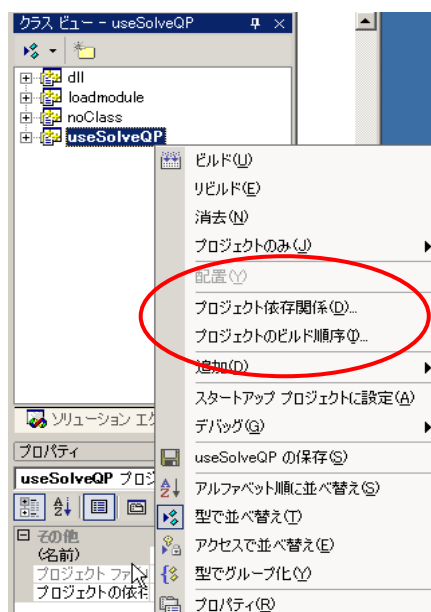 クラス ビュー - useSolveQP
dll
loadmodule
noClass
useSolveQP
ビルド(U)
リビルド(E)
消去(N)
プロジェクトのみ(J)
配置(Y)
プロジェクト依存関係(D)...
プロジェクトのビルド順序(I)...
追加(D)
スタートアップ プロジェクトに設定(A)
デバッグ(G)
useSolveQP の保存(S)
アルファベット順に並べ替え(S)
型で並べ替え(T)
アクセスで並べ替え(E)
型でグループ化(Y)
プロパティ(R)
ソリューション エク
プロパティ
useSolveQP プロジ
その他
(名前)
プロジェクト ファ
プロジェクトの依存